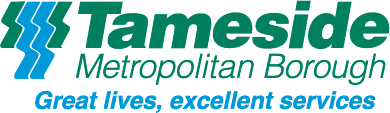 Tameside
Metropolitan Borough
Great lives, excellent services